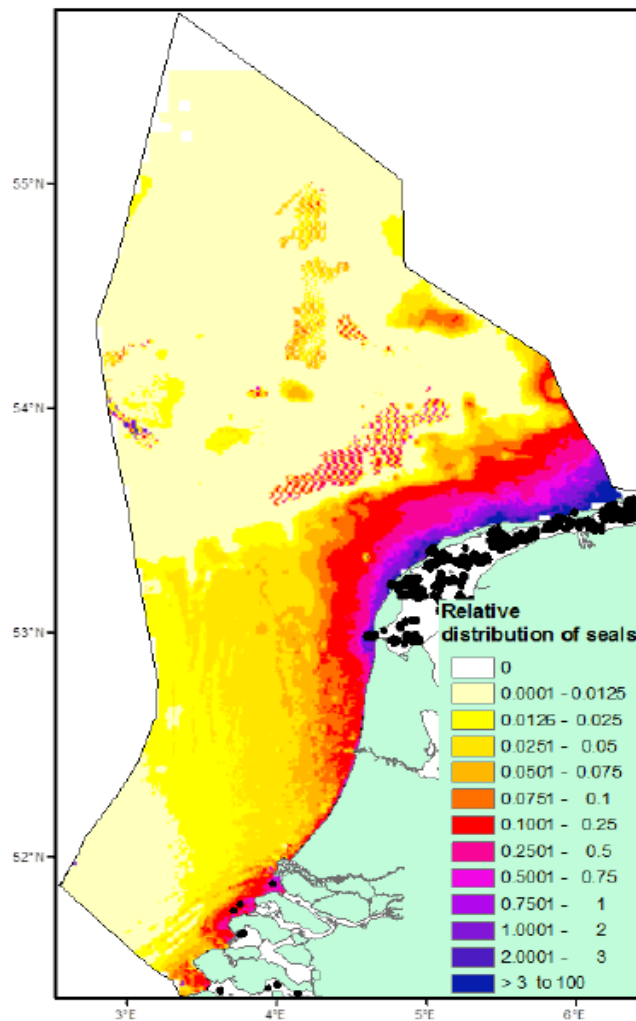 55°N
54°N
53°N
52°N
Relative
distribution of seals
0
0.0001 - 0.0125
0.0126 - 0.025
0.0251 - 0.05
0.0501 - 0.075
0.0751 - 0.1
0.1001 - 0.25
0.2501 - 0.5
0.5001 - 0.75
0.7501 - 1
1.0001 - 2
2.0001 - 3
> 3 to 100
3°E 4°E 5°E 6°E